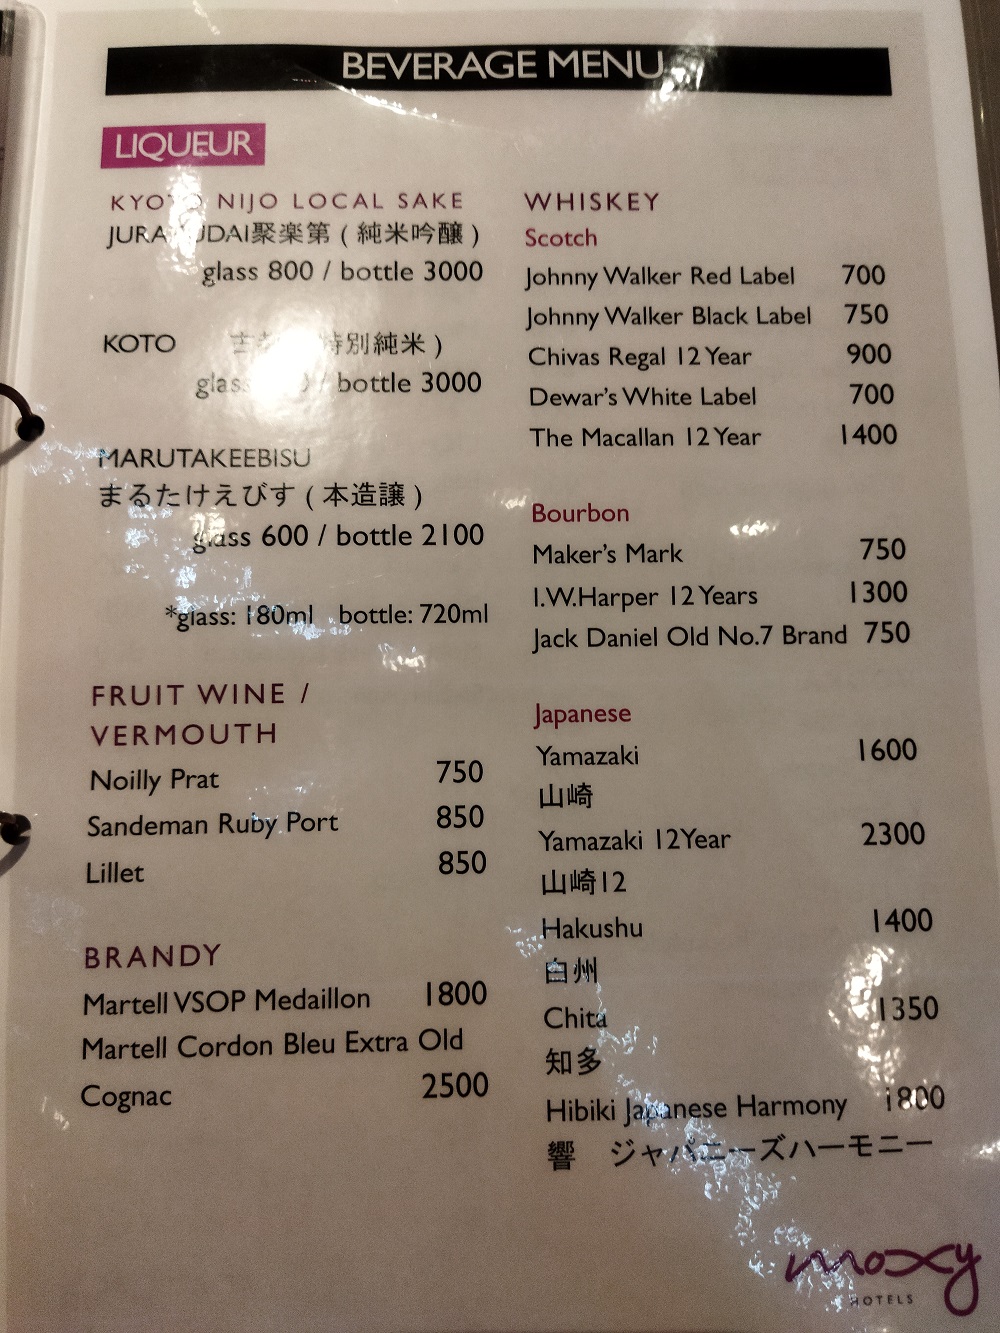 BEVERAGE MENU
LIQUEUR
KYOTO NIJO LOCAL SAKE
聚楽第 ( 純米吟醸 )
glass 800 / bottle 3000
KOTO 特別純米 )
glass / bottle 3000
MARUTAKEEBISU
まるたけえびす ( 本造譲 )
glass 600 / bottle 2100
*glass: 180ml bottle: 720ml
FRUIT WINE /
VERMOUTH
Noilly Prat 750
Sandeman Ruby Port 850
Lillet 850
BRANDY
Martell VSOP Medaillon 1800
Martell Cordon Bleu Extra Old
Cognac 2500
WHISKEY
Scotch
Johnny Walker Red Label 700
Johnny Walker Black Label 750
Chivas Regal 12 Year 900
Dewar's White Label 700
The Macallan 12 Year 1400
Bourbon
Maker's Mark 750
I.W.Harper 12 Years 1300
Jack Daniel Old No.7 Brand 750
Japanese
Yamazaki 1600
山崎
Yamazaki 12Year 2300
山崎12
Hakushu 1400
白州
Chita 1350
知多
Hibiki Japanese Harmony 1800
響 ジャパニーズハーモニー
moxy
HOTELS